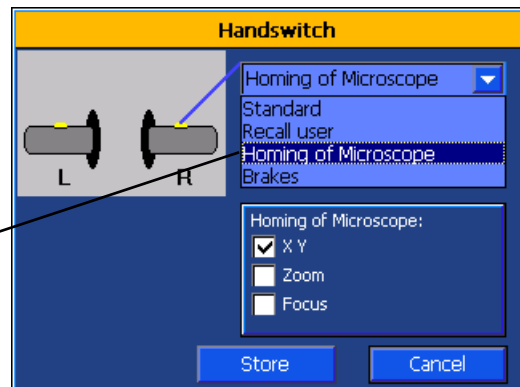 Handswitch
Homing of Microscope
Standard
Recall user
Homing of Microscope
Brakes
L R
Homing of Microscope:
X Y
Zoom
Focus
Store Cancel